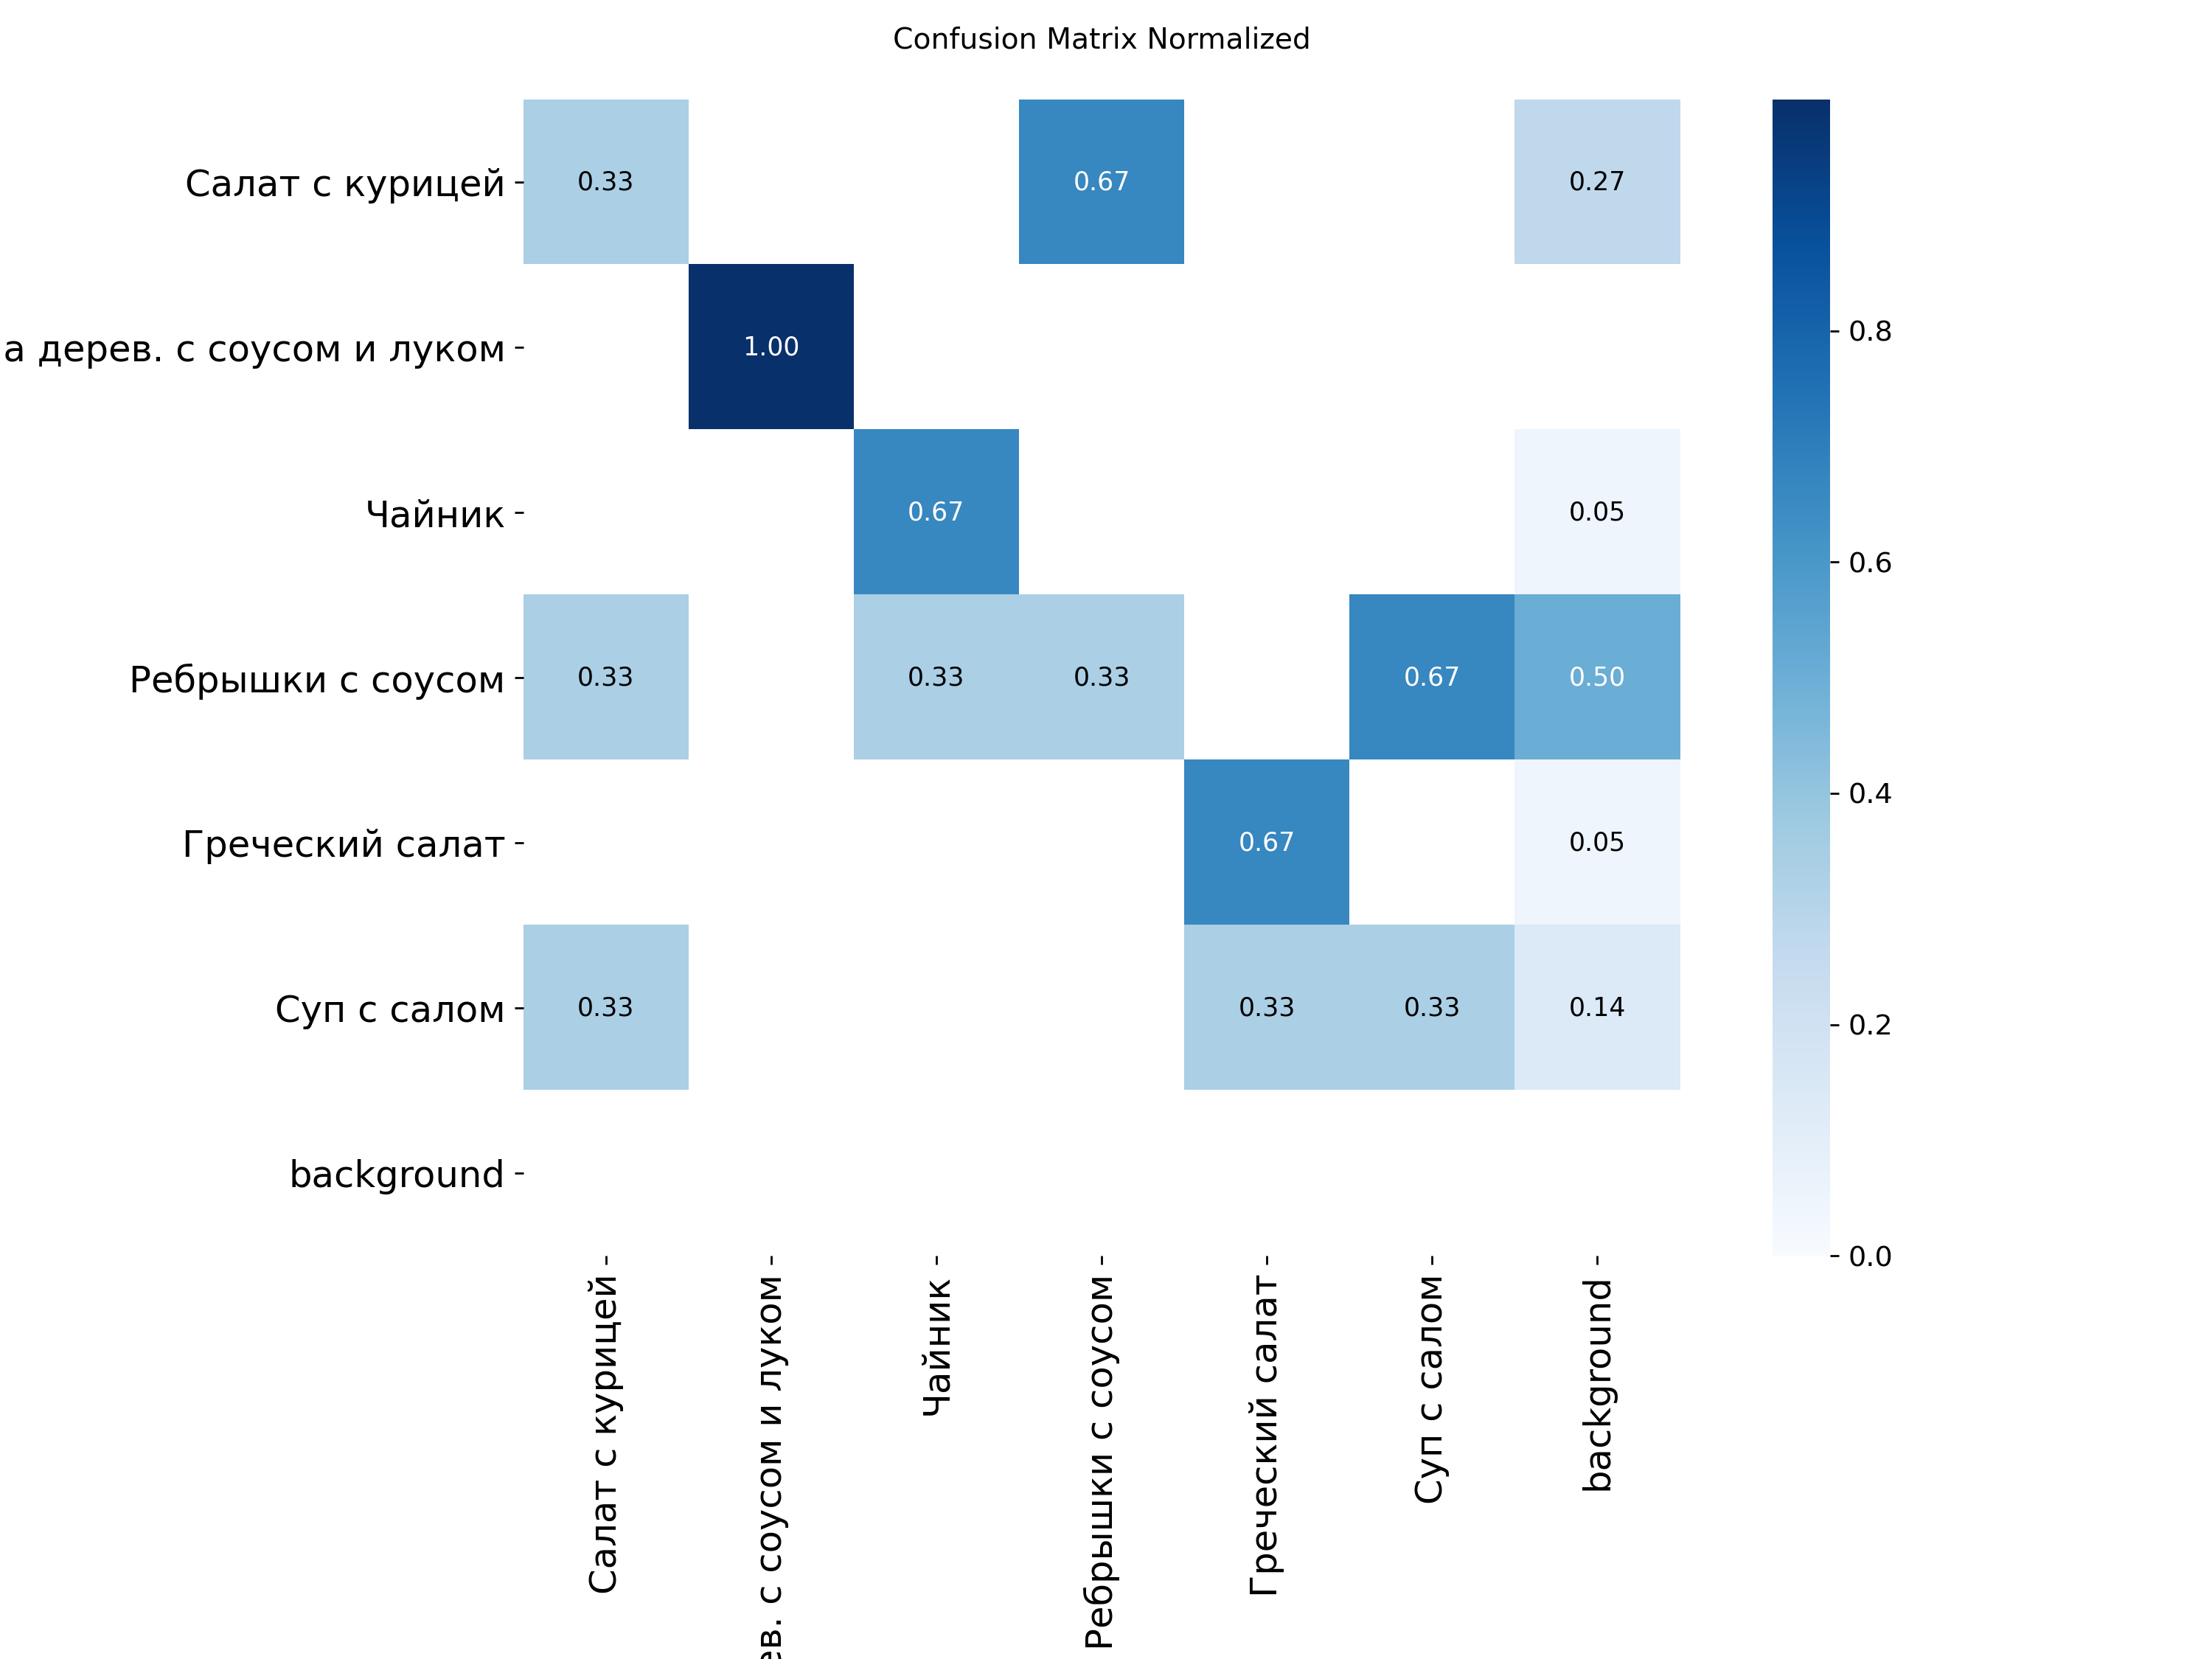 Confusion Matrix Normalized
Салат с курицей
0.33 0.67 0.27
а дерев. с соусом и луком
1.00
0.8
Чайник
0.67 0.05
0.6
Ребрышки с соусом
0.33 0.33 0.33 0.67 0.50
0.4
Греческий салат
0.67 0.05
Суп с салом
0.33 0.33 0.33 0.14
0.2
background
0.0
Салат с курицей
ев. с соусом и луком
Чайник
Ребрышки с соусом
Греческий салат
Суп с салом
background